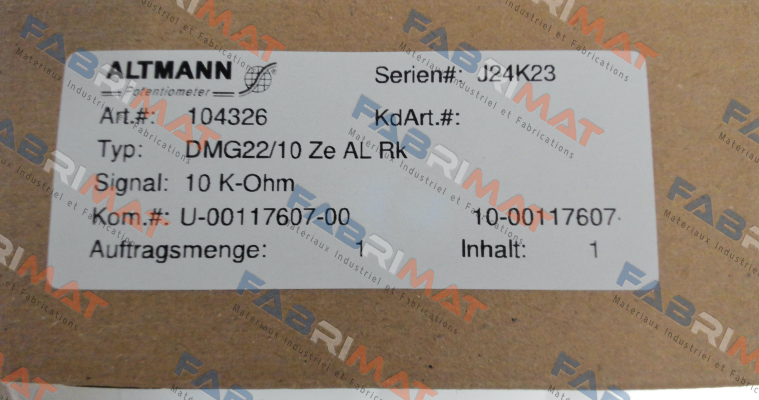 ALTMANN
Potentiometer
Serien#: J24K23
Art.#: 104326 KdArt.#:
Typ: DMG22/10 Ze AL Rk
Signal: 10 K-Ohm
Kom.#: U-00117607-00 10-00117607-
Auftragsmenge: 1 Inhalt: 1
FABRIMAT
Materiaux Industriel et Fabrications